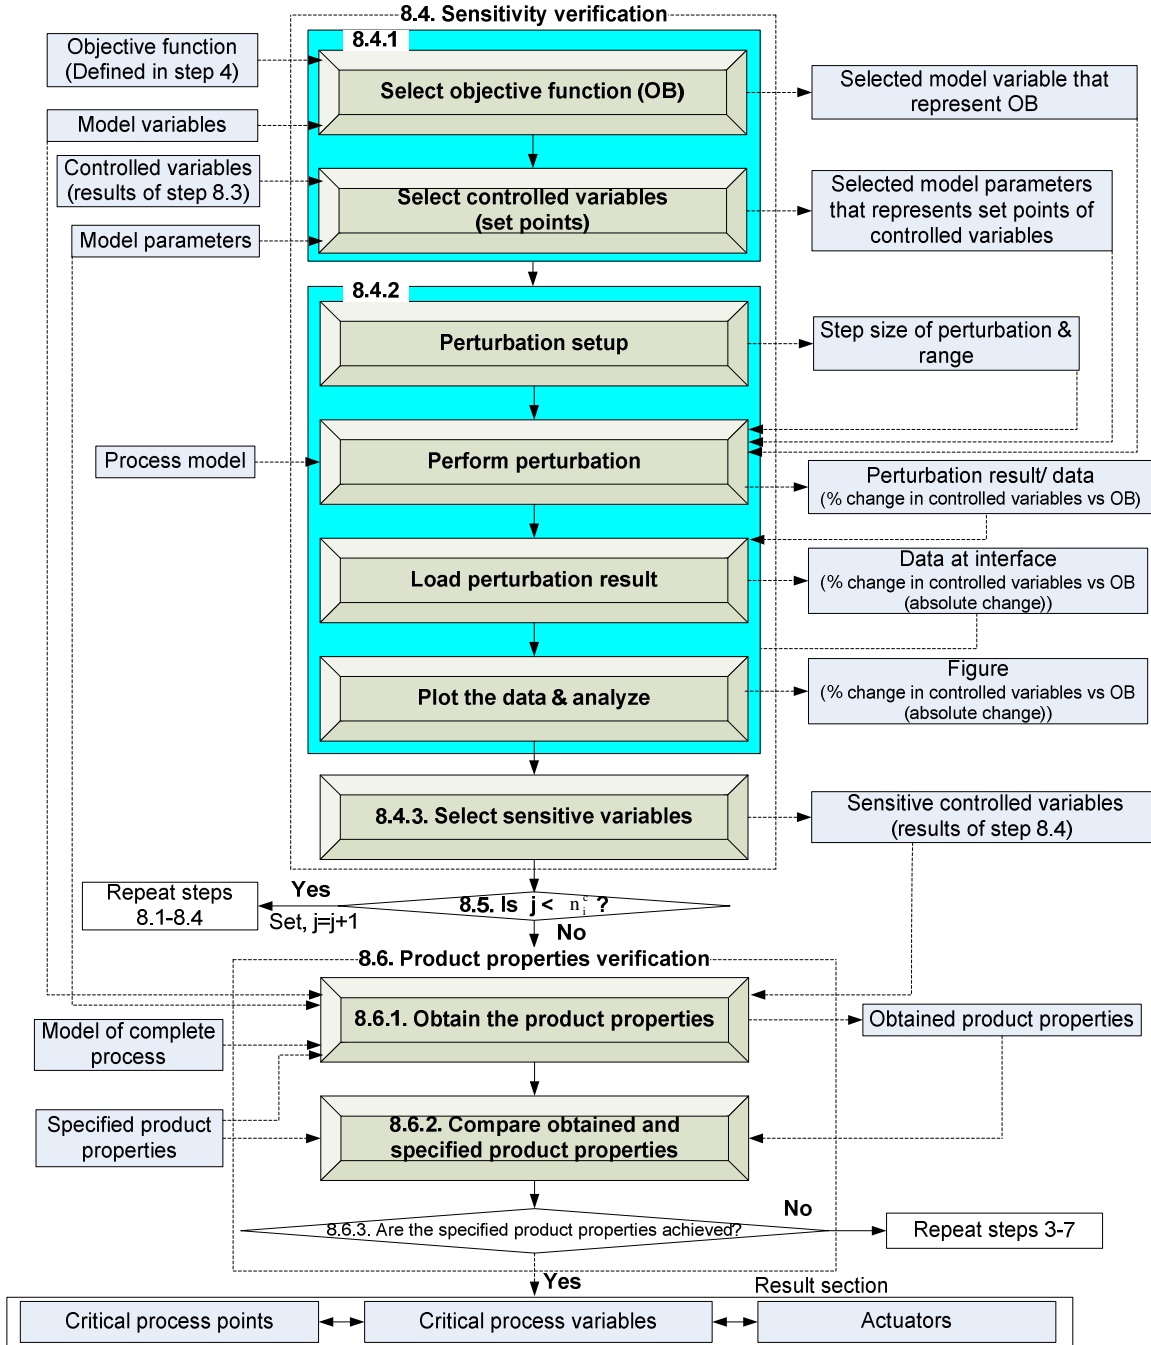 8.4. Sensitivity verification
8.4.1
Objective function
(Defined in step 4)
Select objective function (OB)
Selected model variable that
represent OB
Model variables
Controlled variables
(results of step 8.3)
Select controlled variables
(set points)
Selected model parameters
that represents set points of
controlled variables
Model parameters
8.4.2
Perturbation setup
Step size of perturbation &
range
Process model
Perform perturbation
Perturbation result/ data
(% change in controlled variables vs OB)
Load perturbation result
Data at interface
(% change in controlled variables vs OB
(absolute change))
Plot the data & analyze
Figure
(% change in controlled variables vs OB
(absolute change))
8.4.3. Select sensitive variables
Sensitive controlled variables
(results of step 8.4)
Repeat steps
8.1-8.4
Yes
Set, j=j+1
8.5. Is j < n_i^c ?
No
8.6. Product properties verification
8.6.1. Obtain the product properties
Obtained product properties
Model of complete
process
Specified product
properties
8.6.2. Compare obtained and
specified product properties
8.6.3. Are the specified product properties achieved?
No
Repeat steps 3-7
Yes
Result section
Critical process points
Critical process variables
Actuators